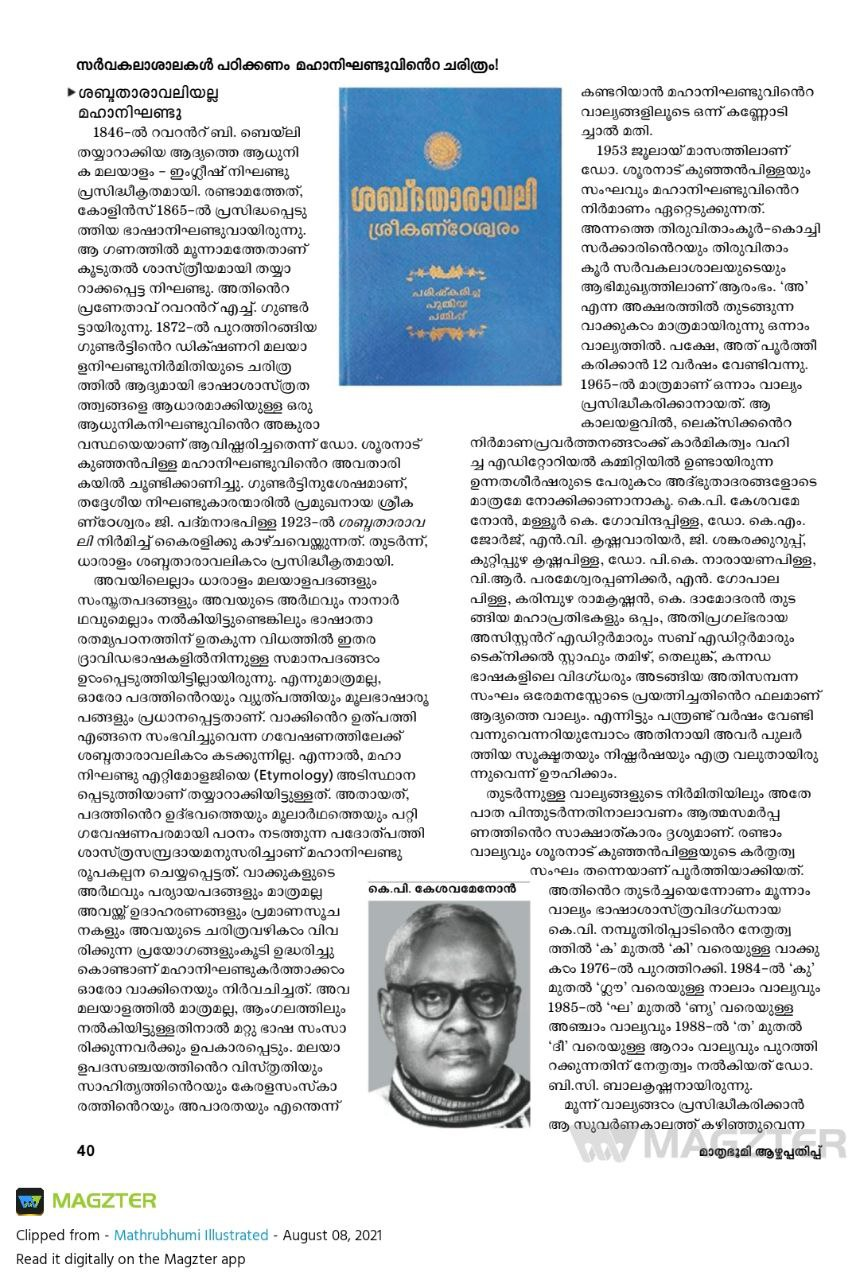 സർവകലാശാലകൾ പഠിക്കണം മഹാനിഘണ്ടുവിന്റെ ചരിത്രം!
ശബ്ദതാരാവലിയല്ല
മഹാനിഘണ്ടു
1846-ൽ റവറന്റ് ബി. ബെയ്‌ലി
തയ്യാറാക്കിയ ആദ്യത്തെ ആധുനി
ക മലയാളം - ഇംഗ്ലീഷ് നിഘണ്ടു
പ്രസിദ്ധീകൃതമായി. രണ്ടാമത്തേത്,
കോളിൻസ് 1865-ൽ പ്രസിദ്ധപ്പെടു
ത്തിയ ഭാഷാനിഘണ്ടുവായിരുന്നു.
ആ ഗണത്തിൽ മൂന്നാമത്തേതാണ്
കൂടുതൽ ശാസ്ത്രീയമായി തയ്യാ
റാക്കപ്പെട്ട നിഘണ്ടു. അതിന്റെ
പ്രണേതാവ് റവറന്റ് എച്ച്. ഗുണ്ടർ
ട്ടായിരുന്നു. 1872-ൽ പുറത്തിറങ്ങിയ
ഗുണ്ടർട്ടിന്റെ ഡിക്ഷണറി മലയാ
ളനിഘണ്ടുനിർമിതിയുടെ ചരിത്ര
ത്തിൽ ആദ്യമായി ഭാഷാശാസ്ത്രത
ത്ത്വങ്ങളെ ആധാരമാക്കിയുള്ള ഒരു
ആധുനികനിഘണ്ടുവിന്റെ അങ്കുരാ
വസ്ഥയെയാണ് ആവിഷ്കരിച്ചതെന്ന് ഡോ. ശൂരനാട്
കുഞ്ഞൻപിള്ള മഹാനിഘണ്ടുവിന്റെ അവതാരി
കയിൽ ചൂണ്ടിക്കാണിച്ചു. ഗുണ്ടർട്ടിനുശേഷമാണ്,
തദ്ദേശീയ നിഘണ്ടുകാരന്മാരിൽ പ്രമുഖനായ ശ്രീക
ണ്ഠേശ്വരം ജി. പദ്മനാഭപിള്ള 1923-ൽ ശബ്ദതാരാവ
ലി നിർമിച്ച് കൈരളിക്കു കാഴ്ചവെയ്ക്കുന്നത്. തുടർന്ന്,
ധാരാളം ശബ്ദതാരാവലികൾ പ്രസിദ്ധീകൃതമായി.
അവയിലെല്ലാം ധാരാളം മലയാളപദങ്ങളും
സംസ്കൃതപദങ്ങളും അവയുടെ അർഥവും നാനാർ
ഥവുമെല്ലാം നൽകിയിട്ടുണ്ടെങ്കിലും ഭാഷാതാ
രതമ്യപഠനത്തിന് ഉതകുന്ന വിധത്തിൽ ഇതര
ദ്രാവിഡഭാഷകളിൽനിന്നുള്ള സമാനപദങ്ങൾ
ഉൾപ്പെടുത്തിയിട്ടില്ലായിരുന്നു. എന്നുമാത്രമല്ല,
ഓരോ പദത്തിന്റെയും വ്യുത്പത്തിയും മൂലഭാഷാരൂ
പങ്ങളും പ്രധാനപ്പെട്ടതാണ്. വാക്കിന്റെ ഉത്പത്തി
എങ്ങനെ സംഭവിച്ചുവെന്ന ഗവേഷണത്തിലേക്ക്
ശബ്ദതാരാവലികൾ കടക്കുന്നില്ല. എന്നാൽ, മഹാ
നിഘണ്ടു എറ്റിമോളജിയെ (Etymology) അടിസ്ഥാന
പ്പെടുത്തിയാണ് തയ്യാറാക്കിയിട്ടുള്ളത്. അതായത്,
പദത്തിന്റെ ഉദ്ഭവത്തെയും മൂലാർഥത്തെയും പറ്റി
ഗവേഷണപരമായി പഠനം നടത്തുന്ന പദോത്പത്തി
ശാസ്ത്രസമ്പ്രദായമനുസരിച്ചാണ് മഹാനിഘണ്ടു
രൂപകല്പന ചെയ്യപ്പെട്ടത്. വാക്കുകളുടെ
അർഥവും പര്യായപദങ്ങളും മാത്രമല്ല
അവയ്ക്ക് ഉദാഹരണങ്ങളും പ്രമാണസൂച
നകളും അവയുടെ ചരിത്രവഴികൾ വിവ
രിക്കുന്ന പ്രയോഗങ്ങളുംകൂടി ഉദ്ധരിച്ചു
കൊണ്ടാണ് മഹാനിഘണ്ടുകർത്താക്കൾ
ഓരോ വാക്കിനെയും നിർവചിച്ചത്. അവ
മലയാളത്തിൽ മാത്രമല്ല, ആംഗലത്തിലും
നൽകിയിട്ടുള്ളതിനാൽ മറ്റു ഭാഷ സംസാ
രിക്കുന്നവർക്കും ഉപകാരപ്പെടും. മലയാ
ളപദസഞ്ചയത്തിന്റെ വിസ്തൃതിയും
സാഹിത്യത്തിന്റെയും കേരളസംസ്കാ
രത്തിന്റെയും അപാരതയും എന്തെന്ന്
ശബ്ദതാരാവലി
ശ്രീകണ്ഠേശ്വരം
പരിഷ്കരിച്ച
പുതിയ
പതിപ്പ്
കണ്ടറിയാൻ മഹാനിഘണ്ടുവിന്റെ
വാല്യങ്ങളിലൂടെ ഒന്ന് കണ്ണോടി
ച്ചാൽ മതി.
1953 ജൂലായ് മാസത്തിലാണ്
ഡോ. ശൂരനാട് കുഞ്ഞൻപിള്ളയും
സംഘവും മഹാനിഘണ്ടുവിന്റെ
നിർമാണം ഏറ്റെടുക്കുന്നത്.
അന്നത്തെ തിരുവിതാംകൂർ-കൊച്ചി
സർക്കാരിന്റെയും തിരുവിതാം
കൂർ സർവകലാശാലയുടെയും
ആഭിമുഖ്യത്തിലാണ് ആരംഭം. ‘അ’
എന്ന അക്ഷരത്തിൽ തുടങ്ങുന്ന
വാക്കുകൾ മാത്രമായിരുന്നു ഒന്നാം
വാല്യത്തിൽ. പക്ഷേ, അത് പൂർത്തീ
കരിക്കാൻ 12 വർഷം വേണ്ടിവന്നു.
1965-ൽ മാത്രമാണ് ഒന്നാം വാല്യം
പ്രസിദ്ധീകരിക്കാനായത്. ആ
കാലയളവിൽ, ലെക്സിക്കന്റെ
നിർമാണപ്രവർത്തനങ്ങൾക്ക് കാർമികത്വം വഹി
ച്ച എഡിറ്റോറിയൽ കമ്മിറ്റിയിൽ ഉണ്ടായിരുന്ന
ഉന്നതശീർഷരുടെ പേരുകൾ അദ്ഭുതാദരങ്ങളോടെ
മാത്രമേ നോക്കിക്കാണാനാകൂ. കെ.പി. കേശവമേ
നോൻ, മള്ളൂർ കെ. ഗോവിന്ദപ്പിള്ള, ഡോ. കെ.എം.
ജോർജ്, എൻ.വി. കൃഷ്ണവാരിയർ, ജി. ശങ്കരക്കുറുപ്പ്,
കുറ്റിപ്പുഴ കൃഷ്ണപിള്ള, ഡോ. പി.കെ. നാരായണപിള്ള,
വി.ആർ. പരമേശ്വരപ്പണിക്കർ, എൻ. ഗോപാല
പിള്ള, കരിമ്പുഴ രാമകൃഷ്ണൻ, കെ. ദാമോദരൻ തുട
ങ്ങിയ മഹാപ്രതിഭകളും ഒപ്പം, അതിപ്രഗല്ഭരായ
അസിസ്റ്റന്റ് എഡിറ്റർമാരും സബ് എഡിറ്റർമാരും
ടെക്നിക്കൽ സ്റ്റാഫും തമിഴ്, തെലുങ്ക്, കന്നഡ
ഭാഷകളിലെ വിദഗ്ധരും അടങ്ങിയ അതിസമ്പന്ന
സംഘം ഒരേമനസ്സോടെ പ്രയത്നിച്ചതിന്റെ ഫലമാണ്
ആദ്യത്തെ വാല്യം. എന്നിട്ടും പന്ത്രണ്ട് വർഷം വേണ്ടി
വന്നുവെന്നറിയുമ്പോൾ അതിനായി അവർ പുലർ
ത്തിയ സൂക്ഷ്മതയും നിഷ്കർഷയും എത്ര വലുതായിരു
ന്നുവെന്ന് ഊഹിക്കാം.
തുടർന്നുള്ള വാല്യങ്ങളുടെ നിർമിതിയിലും അതേ
പാത പിന്തുടർന്നതിനാലാവണം ആത്മസമർപ്പ
ണത്തിന്റെ സാക്ഷാത്കാരം ദൃശ്യമാണ്. രണ്ടാം
വാല്യവും ശൂരനാട് കുഞ്ഞൻപിള്ളയുടെ കർതൃത്വ
സംഘം തന്നെയാണ് പൂർത്തിയാക്കിയത്.
അതിന്റെ തുടർച്ചയെന്നോണം മൂന്നാം
വാല്യം ഭാഷാശാസ്ത്രവിദഗ്ധനായ
കെ.വി. നമ്പൂതിരിപ്പാടിന്റെ നേതൃത്വ
ത്തിൽ ‘ക’ മുതൽ ‘കി’ വരെയുള്ള വാക്കു
കൾ 1976-ൽ പുറത്തിറക്കി. 1984-ൽ ‘കു’
മുതൽ ‘ഗ്ലൗ’ വരെയുള്ള നാലാം വാല്യവും
1985-ൽ ‘ഘ’ മുതൽ ‘ണ്യ’ വരെയുള്ള
അഞ്ചാം വാല്യവും 1988-ൽ ‘ത’ മുതൽ
‘ദീ’ വരെയുള്ള ആറാം വാല്യവും പുറത്തി
റക്കുന്നതിന് നേതൃത്വം നൽകിയത് ഡോ.
ബി.സി. ബാലകൃഷ്ണനായിരുന്നു.
മൂന്ന് വാല്യങ്ങൾ പ്രസിദ്ധീകരിക്കാൻ
ആ സുവർണകാലത്ത് കഴിഞ്ഞുവെന്ന
കെ.പി. കേശവമേനോൻ
40
മാതൃഭൂമി ആഴ്ചപ്പതിപ്പ്
MAGZTER
MAGZTER
Clipped from - Mathrubhumi Illustrated - August 08, 2021
Read it digitally on the Magzter app